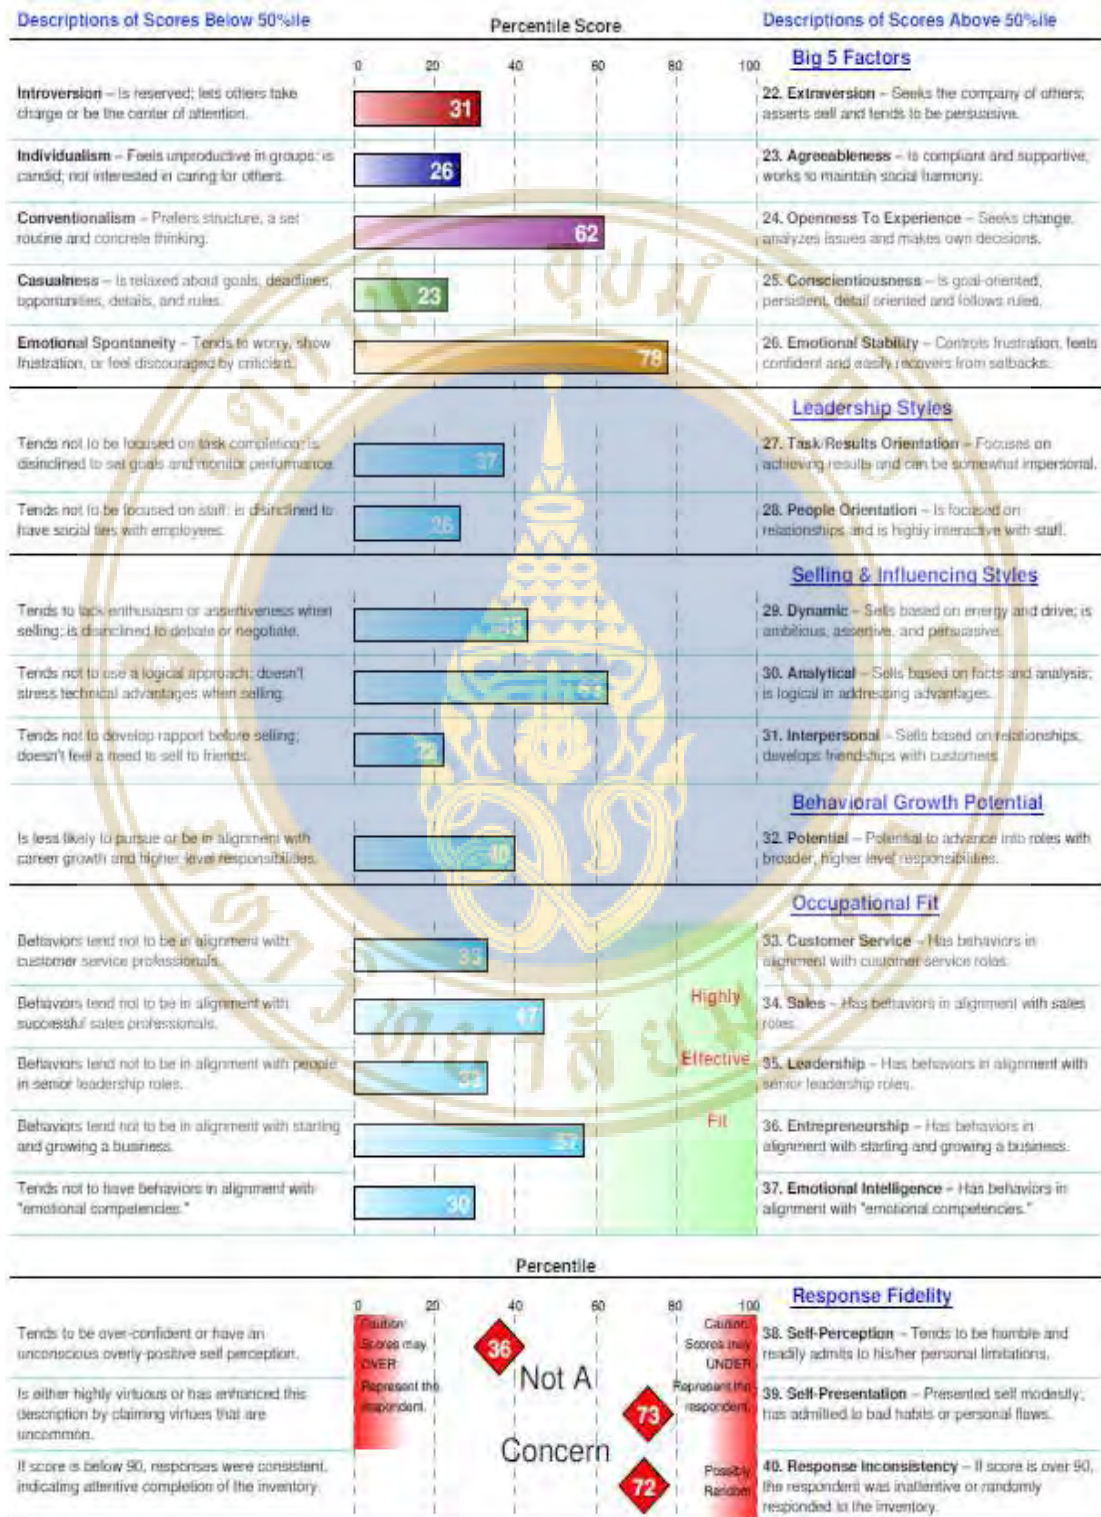 Descriptions of Scores Below 50%ile
Percentile Score
Descriptions of Scores Above 50%ile
0 20 40 60 80 100
Big 5 Factors
Introversion – Is reserved; lets others take
charge or be the center of attention.
31
22. Extraversion – Seeks the company of others;
asserts self and tends to be persuasive.
Individualism – Feels unproductive in groups; is
candid; not interested in caring for others.
26
23. Agreeableness – Is compliant and supportive;
works to maintain social harmony.
Conventionalism – Prefers structure, a set
routine and concrete thinking.
62
24. Openness To Experience – Seeks change,
analyzes issues and makes own decisions.
Casualness – Is relaxed about goals, deadlines,
opportunities, details, and rules.
23
25. Conscientiousness – Is goal-oriented,
persistent, detail oriented and follows rules.
Emotional Spontaneity – Tends to worry, show
frustration, or feel discouraged by criticism.
78
26. Emotional Stability – Controls frustration, feels
confident and easily recovers from setbacks.
Leadership Styles
Tends not to be focused on task completion; is
disinclined to set goals and monitor performance.
37
27. Task/Results Orientation – Focuses on
achieving results and can be somewhat impersonal.
Tends not to be focused on staff; is disinclined to
have social ties with employees.
26
28. People Orientation – Is focused on
relationships and is highly interactive with staff.
Selling & Influencing Styles
Tends to lack enthusiasm or assertiveness when
selling; is disinclined to debate or negotiate.
29. Dynamic – Sells based on energy and drive; is
ambitious, assertive, and persuasive.
Tends not to use a logical approach; doesn't
stress technical advantages when selling.
30. Analytical – Sells based on facts and analysis;
is logical in addressing advantages.
Tends not to develop rapport before selling;
doesn't feel a need to sell to friends.
31. Interpersonal – Sells based on relationships,
develops friendships with customers
Behavioral Growth Potential
Is less likely to pursue or be in alignment with
career growth and higher level responsibilities.
40
32. Potential – Potential to advance into roles with
broader, higher level responsibilities.
Occupational Fit
Behaviors tend not to be in alignment with
customer service professionals.
33
33. Customer Service – Has behaviors in
alignment with customer service roles.
Behaviors tend not to be in alignment with
successful sales professionals.
47
Highly
34. Sales – Has behaviors in alignment with sales
roles.
Behaviors tend not to be in alignment with people
in senior leadership roles.
33
Effective
35. Leadership – Has behaviors in alignment with
senior leadership roles.
Behaviors tend not to be in alignment with starting
and growing a business.
57
Fit
36. Entrepreneurship – Has behaviors in
alignment with starting and growing a business.
Tends not to have behaviors in alignment with
"emotional competencies."
30
37. Emotional Intelligence – Has behaviors in
alignment with "emotional competencies."
Percentile
0 20 40 60 80 100
Response Fidelity
Tends to be over-confident or have an
unconscious overly-positive self perception.
Caution:
Scores may
OVER
Represent the
respondent.
36
Not A
Concern
Caution:
Scores may
UNDER
Represent the
respondent.
38. Self-Perception – Tends to be humble and
readily admits to his/her personal limitations.
Is either highly virtuous or has enhanced this
description by claiming virtues that are
uncommon.
73
39. Self-Presentation – Presented self modestly;
has admitted to bad habits or personal flaws.
If score is below 90, responses were consistent,
indicating attentive completion of the inventory.
72
Possibly
Random
40. Response Inconsistency – If score is over 90,
the respondent was inattentive or randomly
responded to the inventory.